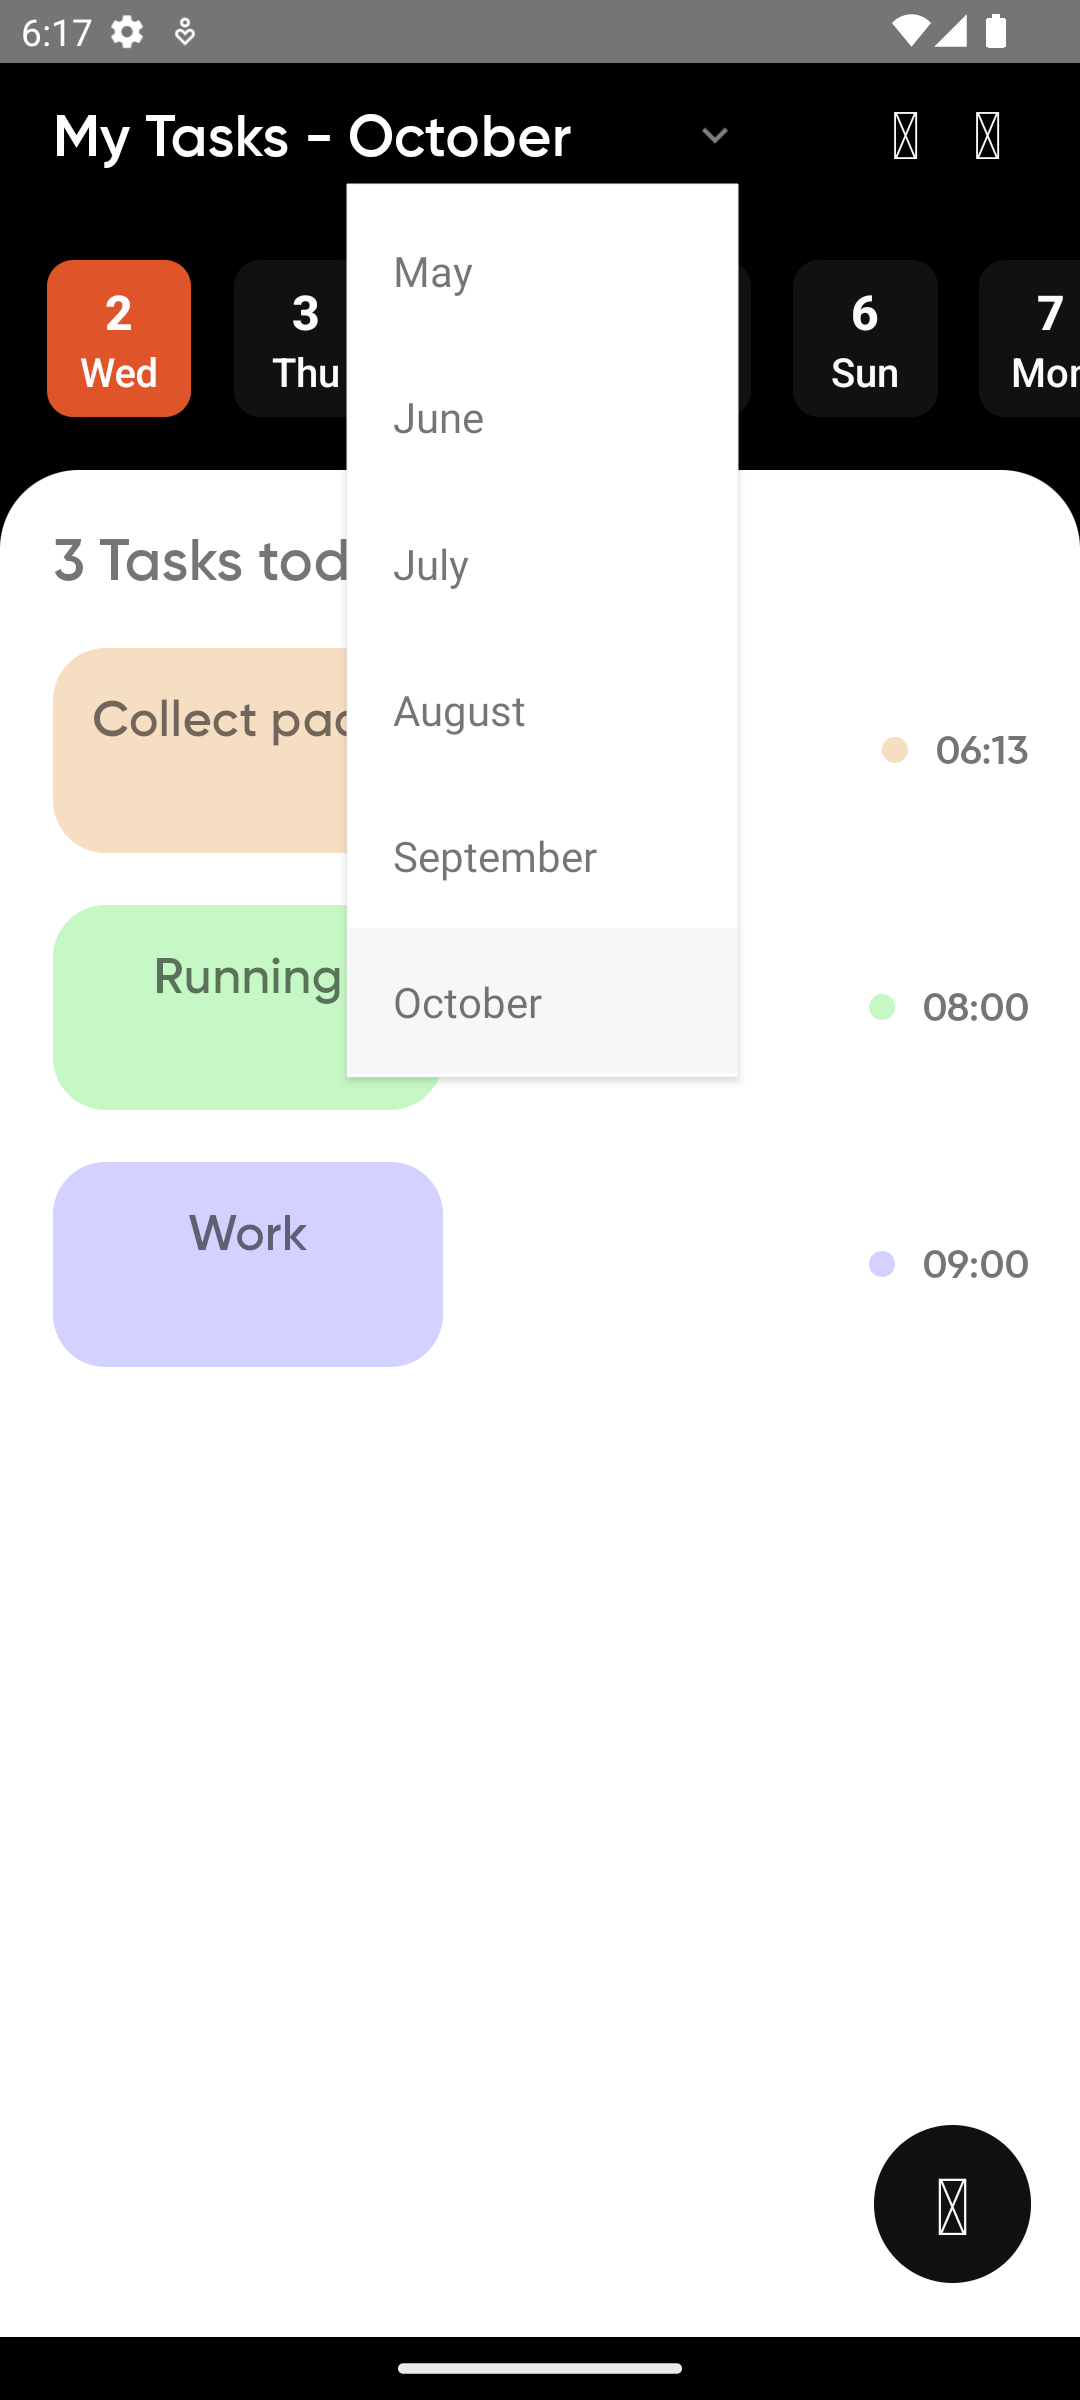 6:17
My Tasks - October
2
Wed
3
Thu
6
Sun
7
Mon
May
June
July
August
September
October
3 Tasks tod
Collect pac
06:13
Running
08:00
Work
09:00